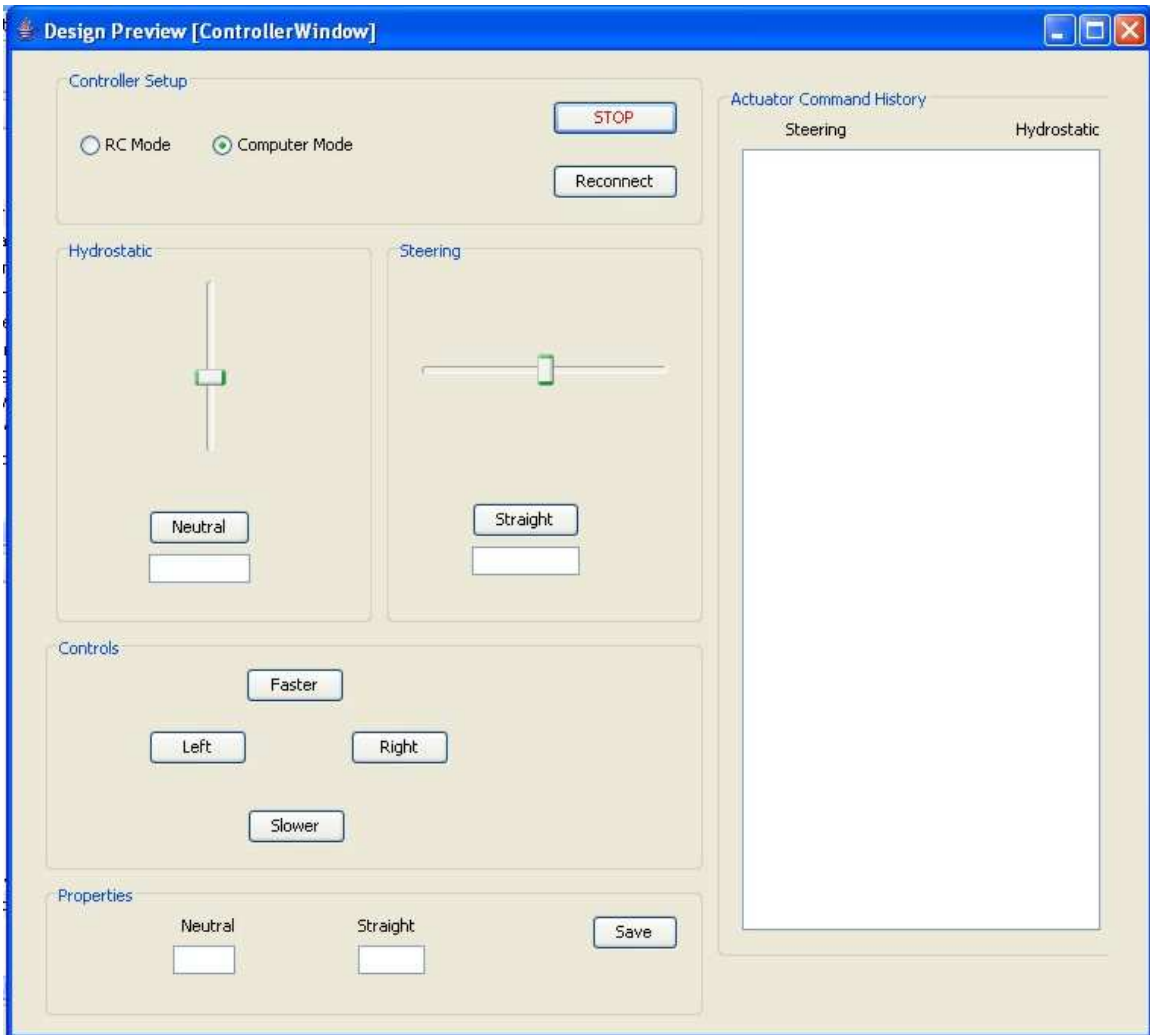 Design Preview [ControllerWindow]
Controller Setup
RC Mode
Computer Mode
STOP
Reconnect
Hydrostatic
Neutral
Steering
Straight
Controls
Faster
Left
Right
Slower
Properties
Neutral
Straight
Save
Actuator Command History
Steering
Hydrostatic